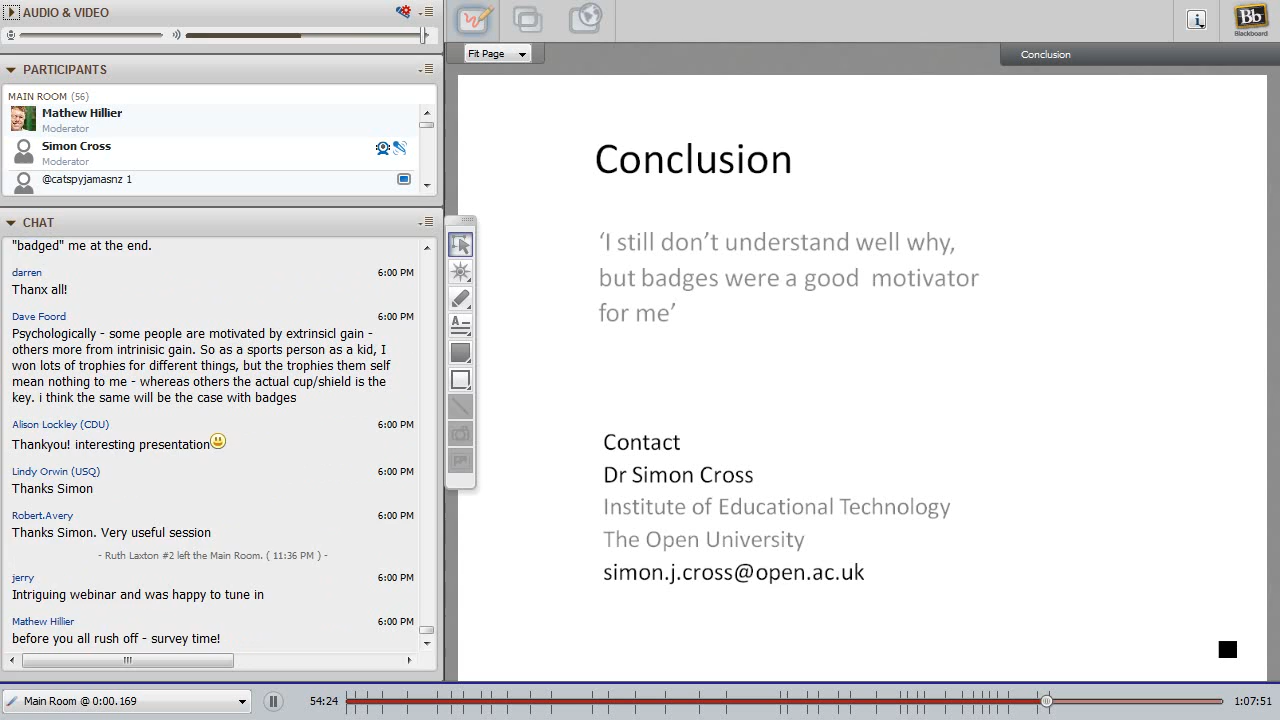 AUDIO & VIDEO
PARTICIPANTS
MAIN ROOM (56)
Mathew Hillier
Moderator
Simon Cross
Moderator
@catspyjamasnz 1
CHAT
"badged" me at the end.
darren 6:00 PM
Thanx all!
Dave Foord 6:00 PM
Psychologically - some people are motivated by extrinsicl gain -
others more from intrinisic gain. So as a sports person as a kid, I
won lots of trophies for different things, but the trophies them self
mean nothing to me - whereas others the actual cup/shield is the
key. i think the same will be the case with badges
Alison Lockley (CDU) 6:00 PM
Thankyou! interesting presentation
Lindy Orwin (USQ) 6:00 PM
Thanks Simon
Robert.Avery 6:00 PM
Thanks Simon. Very useful session
- Ruth Laxton #2 left the Main Room. ( 11:36 PM ) -
jerry 6:00 PM
Intriguing webinar and was happy to tune in
Mathew Hillier 6:00 PM
before you all rush off - survey time!
Main Room @ 0:00.169
54:24
1:07:51
Fit Page
Conclusion
Bb
Blackboard
Conclusion
‘I still don’t understand well why,
but badges were a good motivator
for me’
Contact
Dr Simon Cross
Institute of Educational Technology
The Open University
simon.j.cross@open.ac.uk